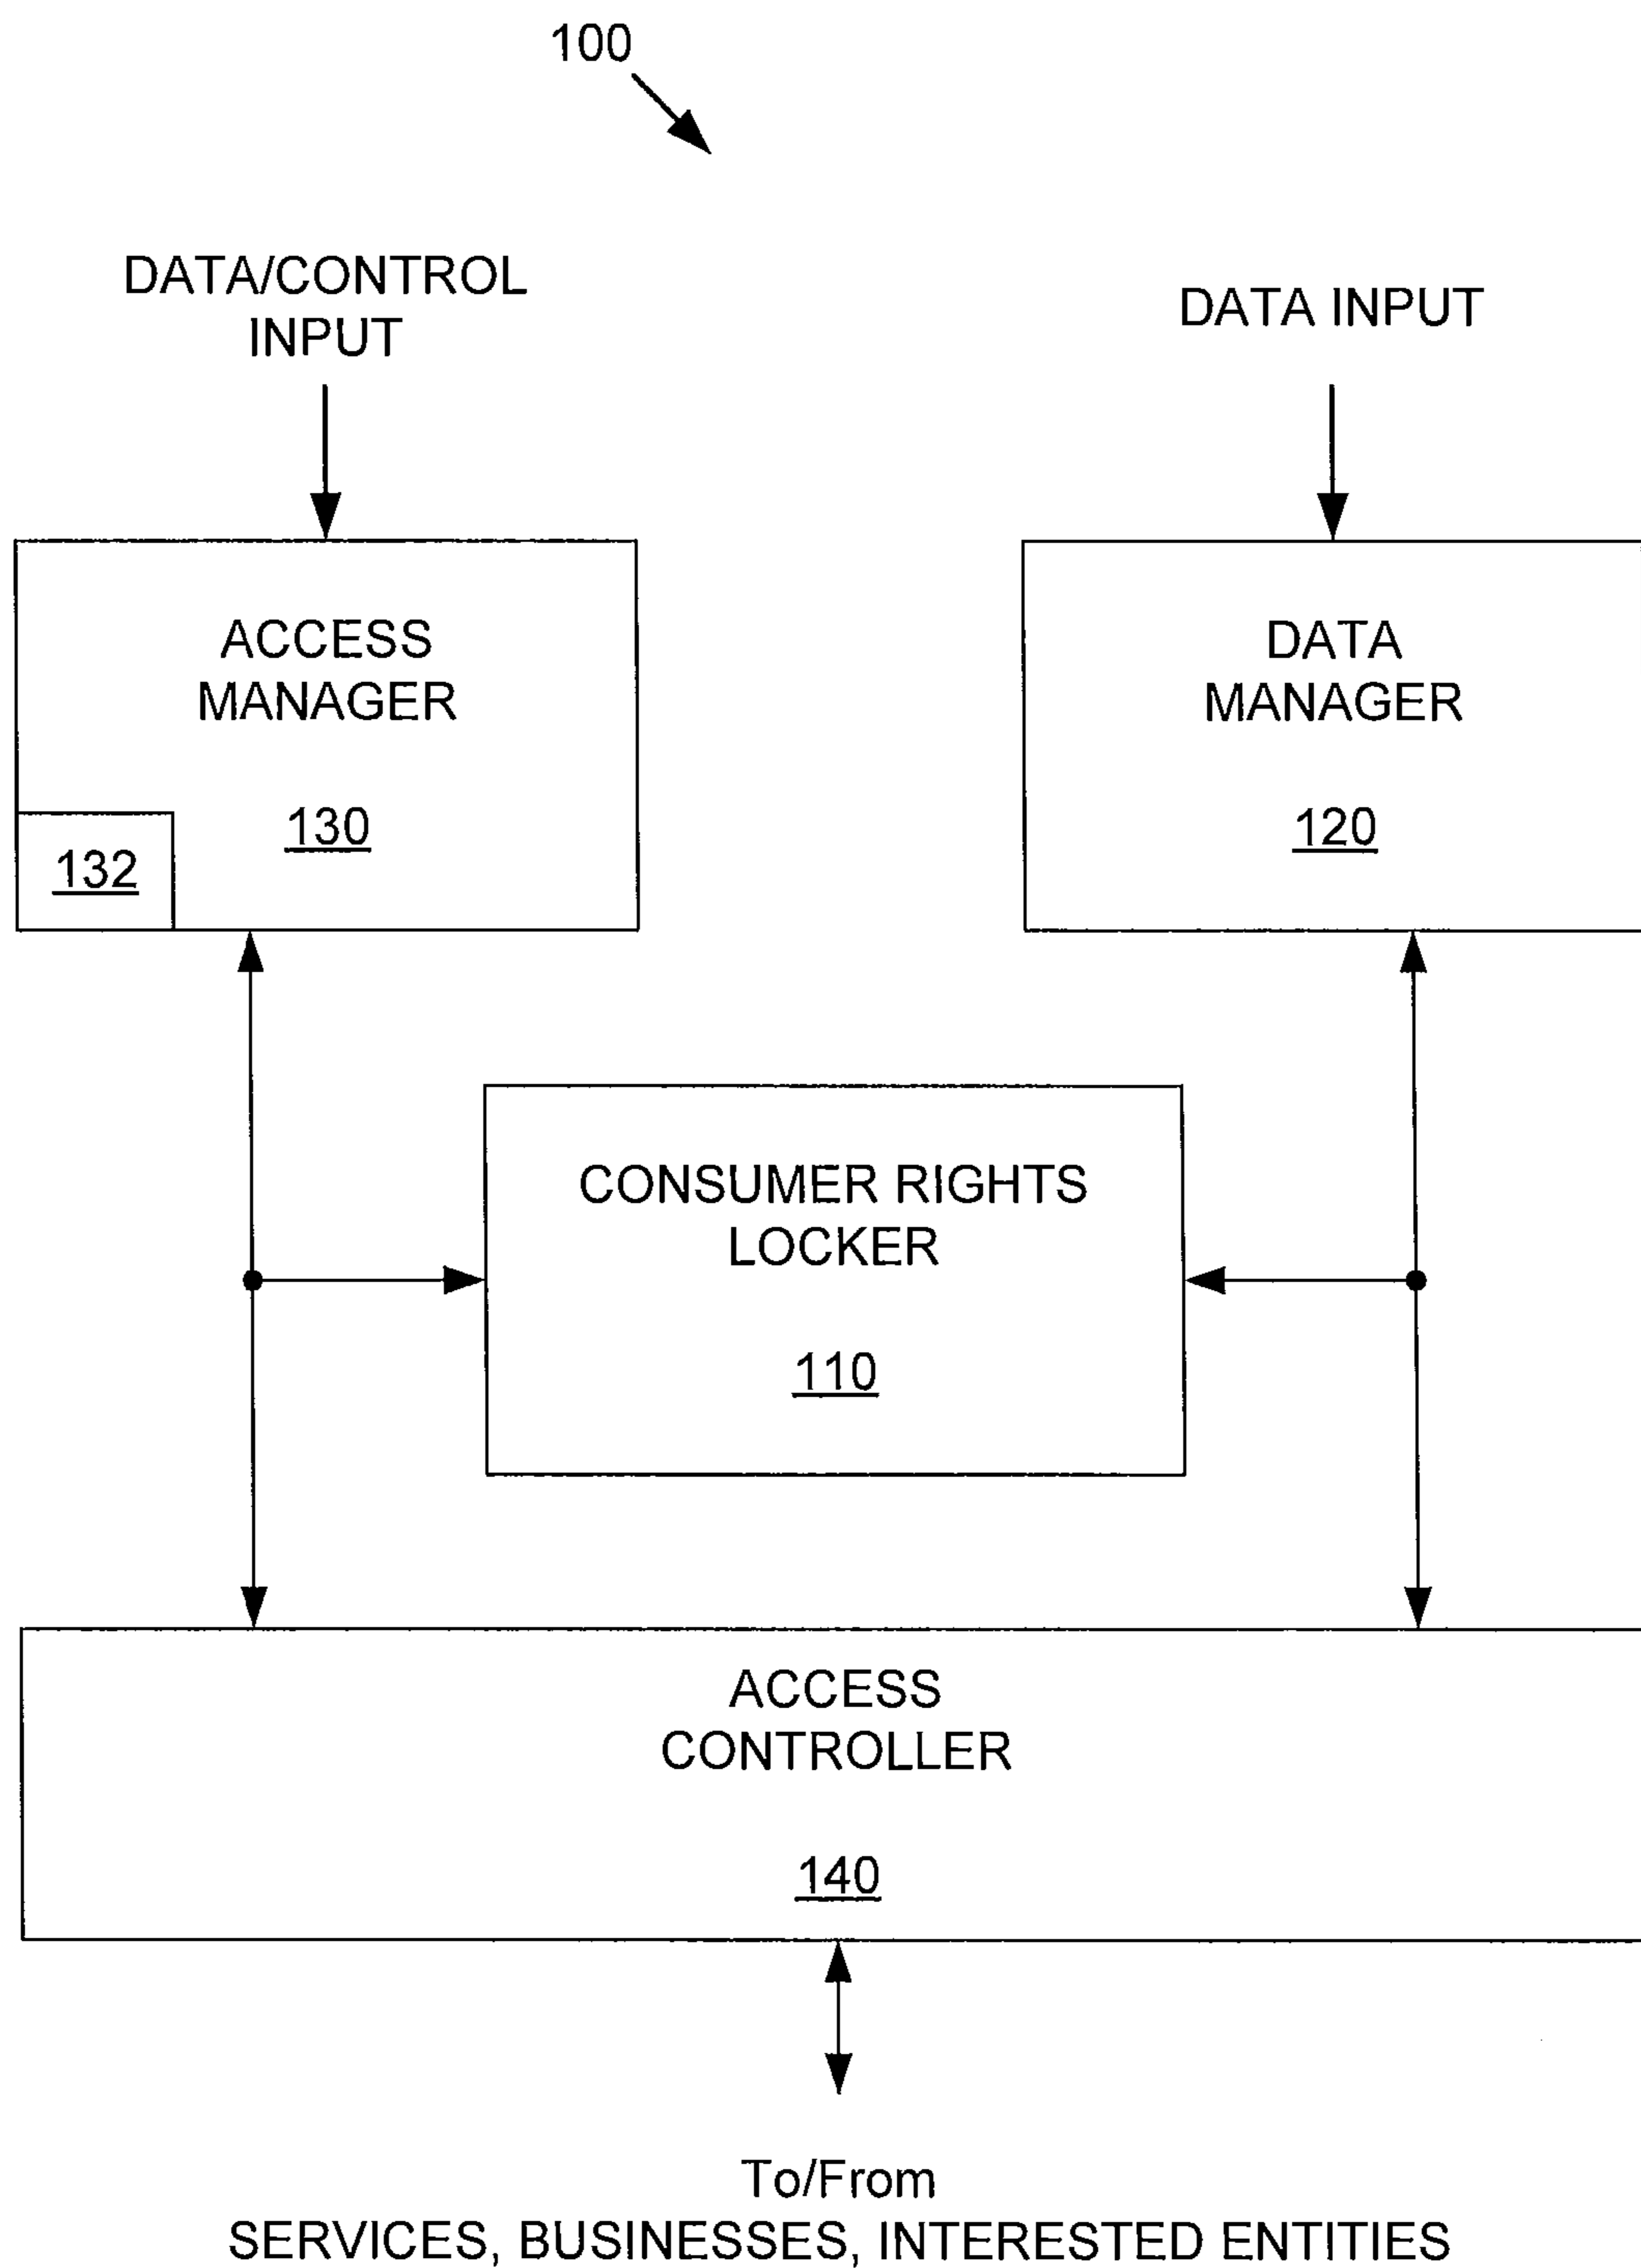 100
DATA/CONTROL
INPUT
DATA INPUT
ACCESS
MANAGER
130
132
DATA
MANAGER
120
CONSUMER RIGHTS
LOCKER
110
ACCESS
CONTROLLER
140
To/From
SERVICES, BUSINESSES, INTERESTED ENTITIES